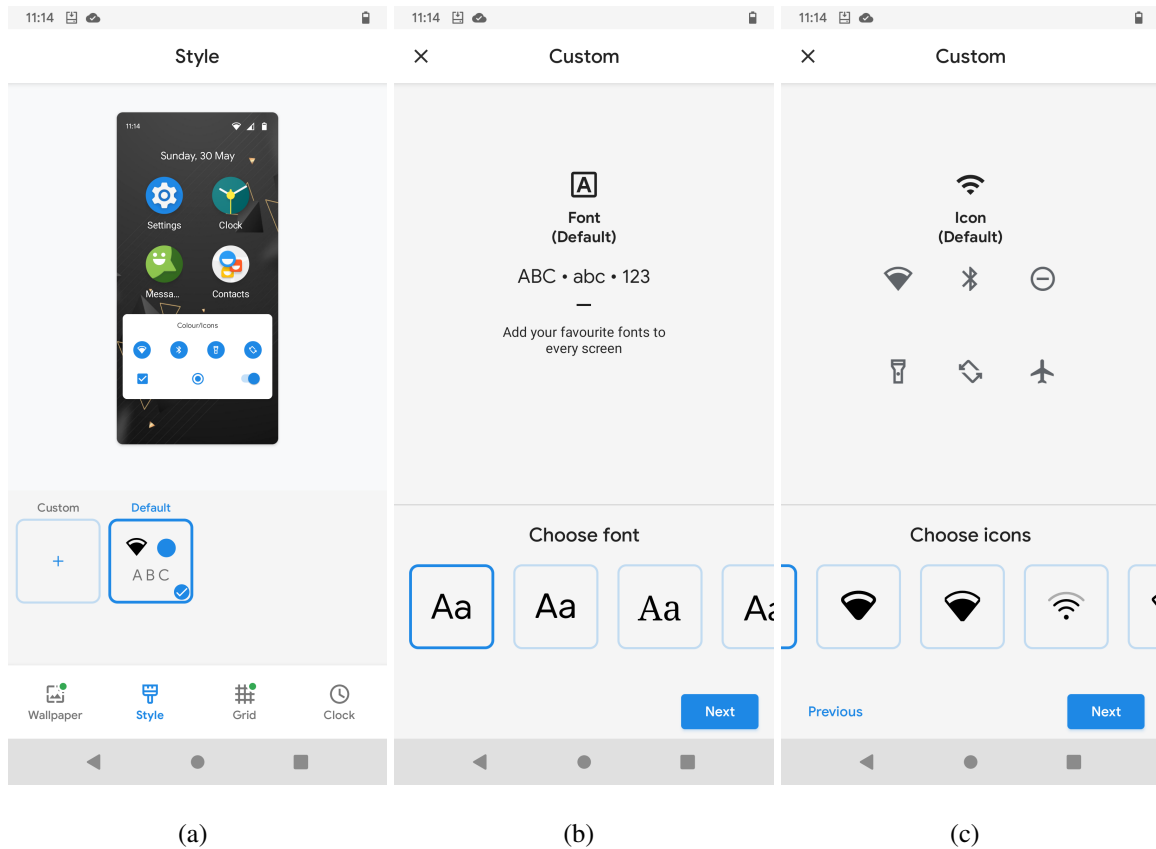 11:14
Style
11:14
Sunday, 30 May
Settings
Clock
Messa...
Contacts
Colour/Icons
Custom
Default
+
ABC
Wallpaper
Style
Grid
Clock
(a)
11:14
Custom
A
Font
(Default)
ABC • abc • 123
Add your favourite fonts to
every screen
Choose font
Aa
Aa
Aa
Aa
Next
(b)
11:14
Custom
Icon
(Default)
Choose icons
Previous
Next
(c)